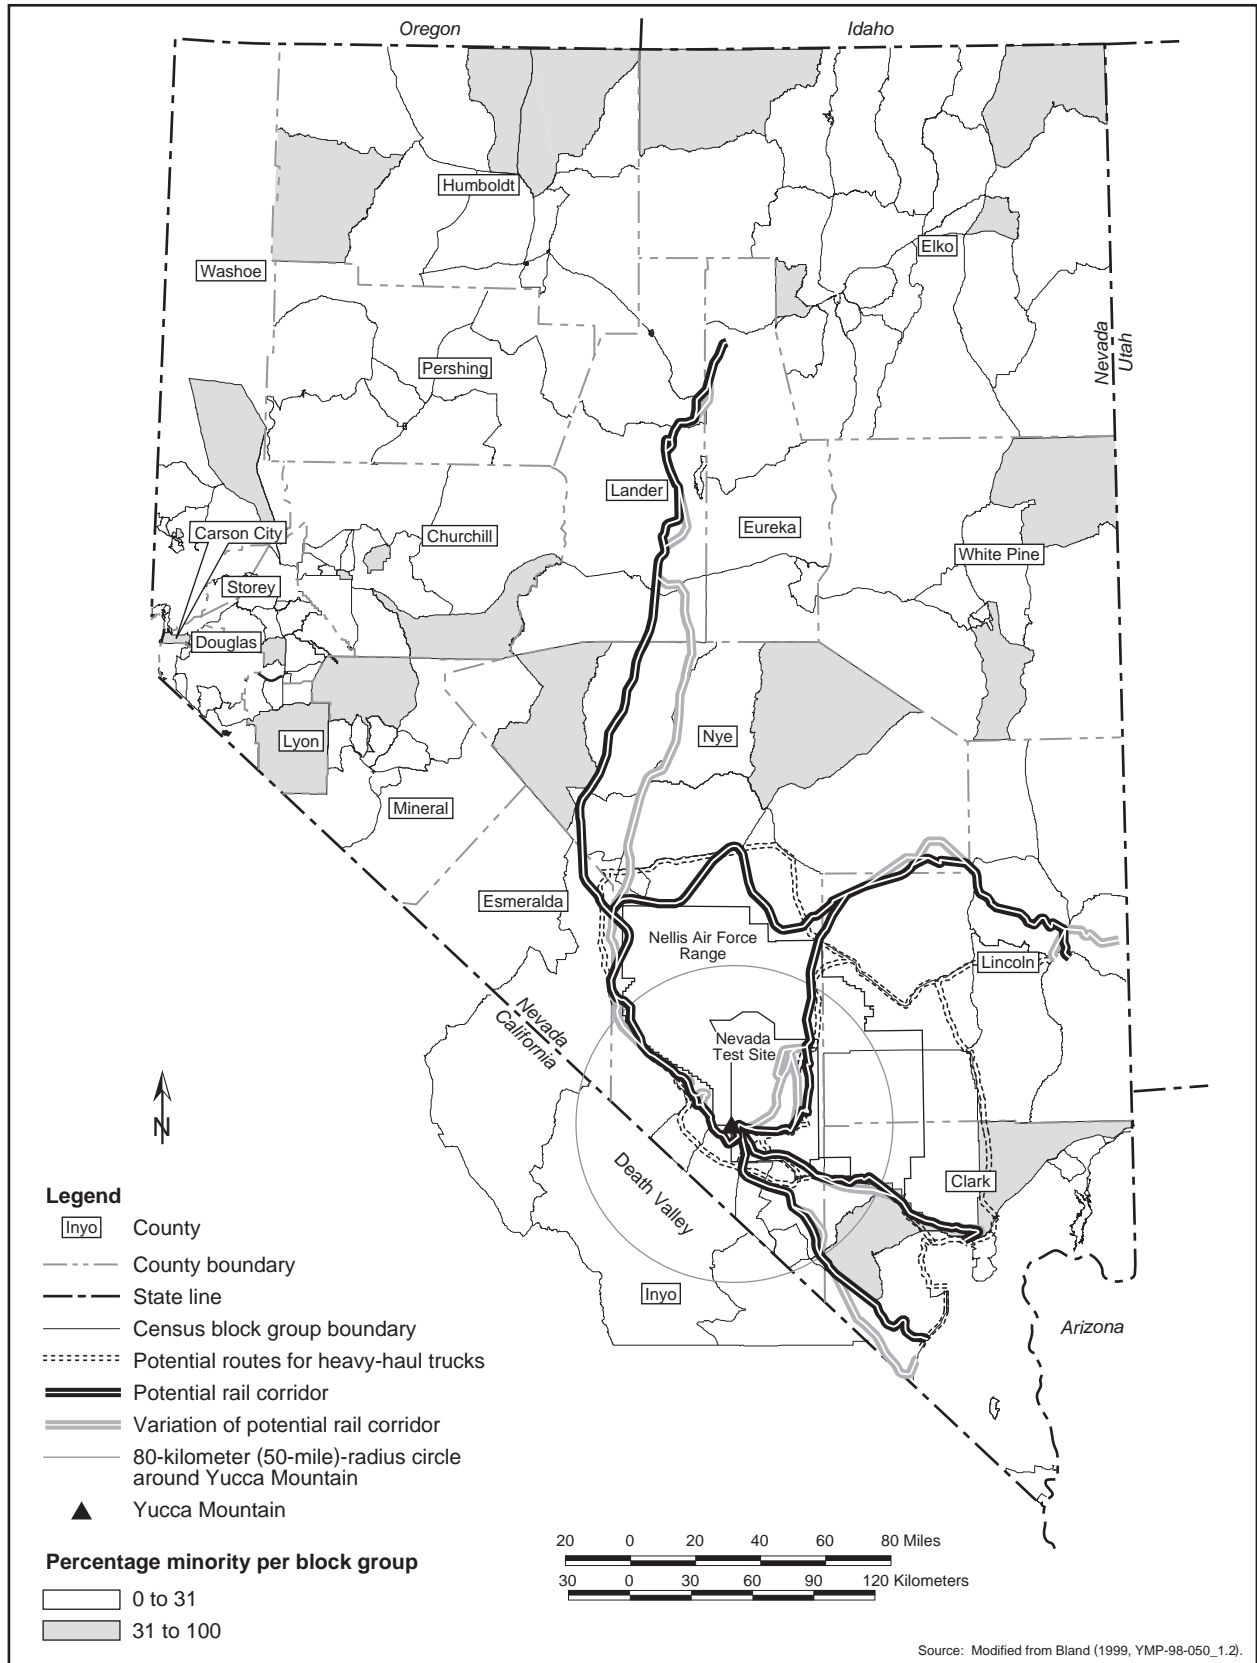 Oregon
Idaho
Humboldt
Elko
Washoe
Nevada
Utah
Pershing
Lander
Eureka
Carson City
Churchill
White Pine
Storey
Douglas
Nye
Lyon
Mineral
Esmeralda
Nellis Air Force
Range
Lincoln
Nevada
California
Nevada
Test Site
N
Death Valley
Clark
Inyo
Arizona
Legend
Inyo County
County boundary
State line
Census block group boundary
Potential routes for heavy-haul trucks
Potential rail corridor
Variation of potential rail corridor
80-kilometer (50-mile)-radius circle
around Yucca Mountain
Yucca Mountain
Percentage minority per block group
0 to 31
31 to 100
20 0 20 40 60 80 Miles
30 0 30 60 90 120 Kilometers
Source: Modified from Bland (1999, YMP-98-050_1.2).